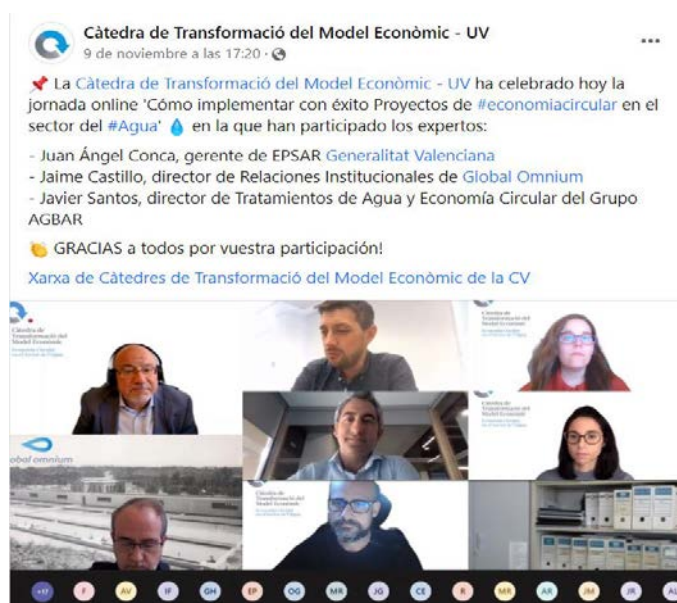 Càtedra de Transformació del Model Econòmic - UV
9 de noviembre a las 17:20 ·
La Càtedra de Transformació del Model Econòmic - UV ha celebrado hoy la
jornada online 'Cómo implementar con éxito Proyectos de #economiacircular en el
sector del #Agua' en la que han participado los expertos:
- Juan Ángel Conca, gerente de EPSAR Generalitat Valenciana
- Jaime Castillo, director de Relaciones Institucionales de Global Omnium
- Javier Santos, director de Tratamientos de Agua y Economía Circular del Grupo
AGBAR
GRACIAS a todos por vuestra participación!
Xarxa de Càtedres de Transformació del Model Econòmic de la CV
Càtedra de
Transformació del
Model Econòmic
Càtedra de
Transformació del
Model Econòmic
Càtedra de
Transformació del
Model Econòmic
obal omnium
Càtedra de
Transformació del
Model Econòmic
+17 F AV IF GH EP OG MR JG CE R MR AR JM JR AL